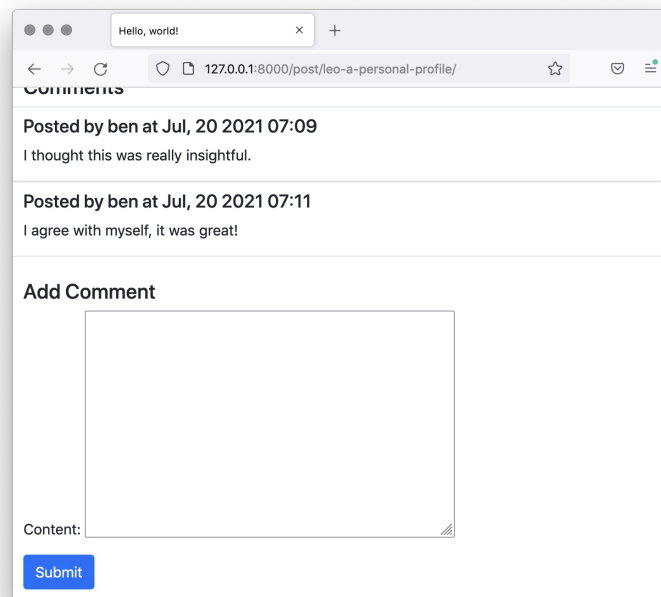 Hello, world!
127.0.0.1:8000/post/leo-a-personal-profile/
Comments
Posted by ben at Jul, 20 2021 07:09
I thought this was really insightful.
Posted by ben at Jul, 20 2021 07:11
I agree with myself, it was great!
Add Comment
Content:
Submit